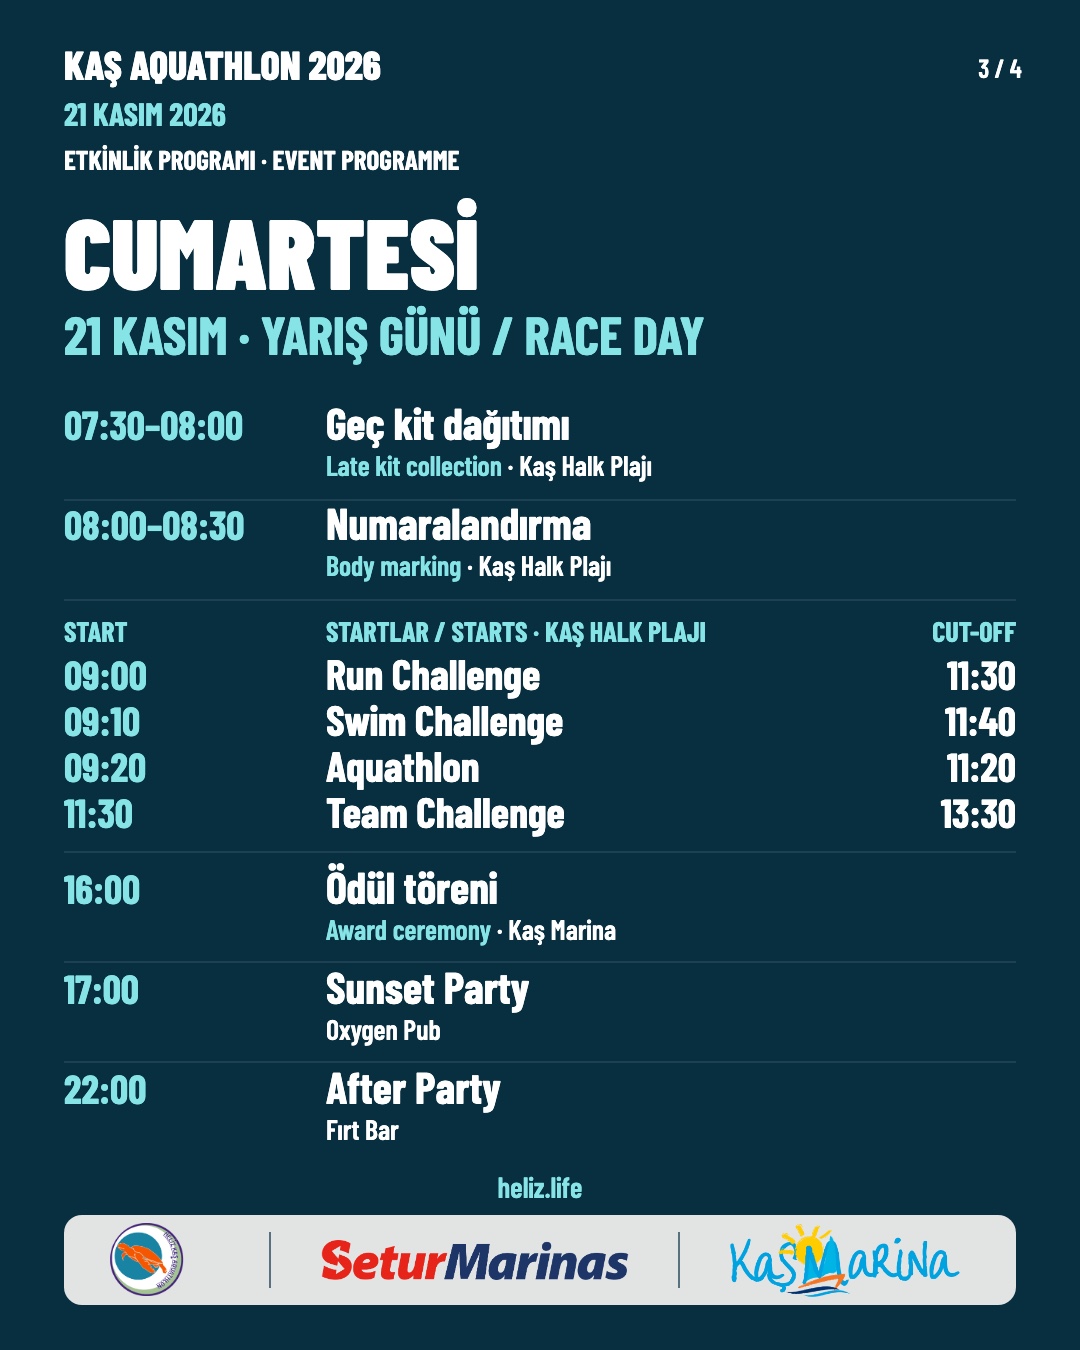 KAŞ AQUATHLON 2026
3 / 4
21 KASIM 2026
ETKİNLİK PROGRAMI · EVENT PROGRAMME
CUMARTESİ
21 KASIM · YARIŞ GÜNÜ / RACE DAY
07:30–08:00 Geç kit dağıtımı
Late kit collection · Kaş Halk Plajı
08:00–08:30 Numaralandırma
Body marking · Kaş Halk Plajı
START STARTLAR / STARTS · KAŞ HALK PLAJI CUT-OFF
09:00 Run Challenge 11:30
09:10 Swim Challenge 11:40
09:20 Aquathlon 11:20
11:30 Team Challenge 13:30
16:00 Ödül töreni
Award ceremony · Kaş Marina
17:00 Sunset Party
Oxygen Pub
22:00 After Party
Fırt Bar
heliz.life
SeturMarinas
Kaş Marina